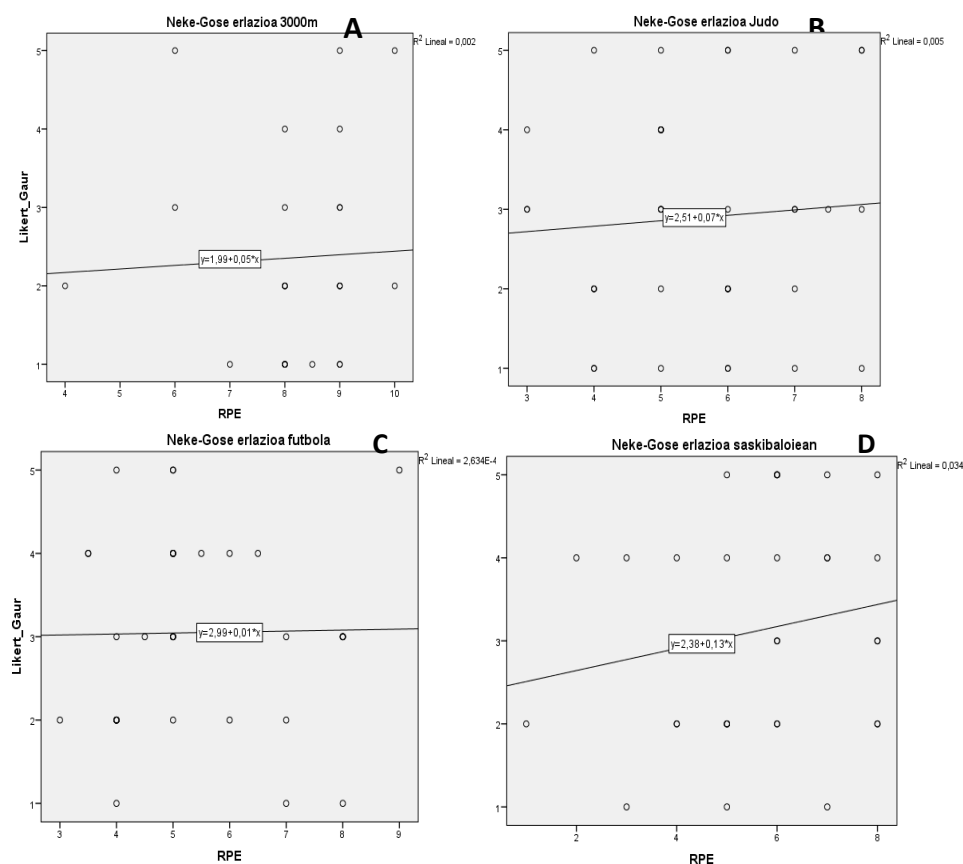 Neke-Gose erlazioa 3000m
A
R² Lineal = 0,002
Likert_Gaur
5
4
3
2
1
y=1,99+0,05*x
4 5 6 7 8 9 10
RPE
Neke-Gose erlazioa Judo
B
R² Lineal = 0,005
5
4
3
2
1
y=2,51+0,07*x
3 4 5 6 7 8
RPE
Neke-Gose erlazioa futbola
C
R² Lineal = 2,634E-4
Likert_Gaur
5
4
3
2
1
y=2,99+0,01*x
3 4 5 6 7 8 9
RPE
Neke-Gose erlazioa saskibaloiean
D
R² Lineal = 0,034
5
4
3
2
1
y=2,38+0,13*x
2 4 6 8
RPE